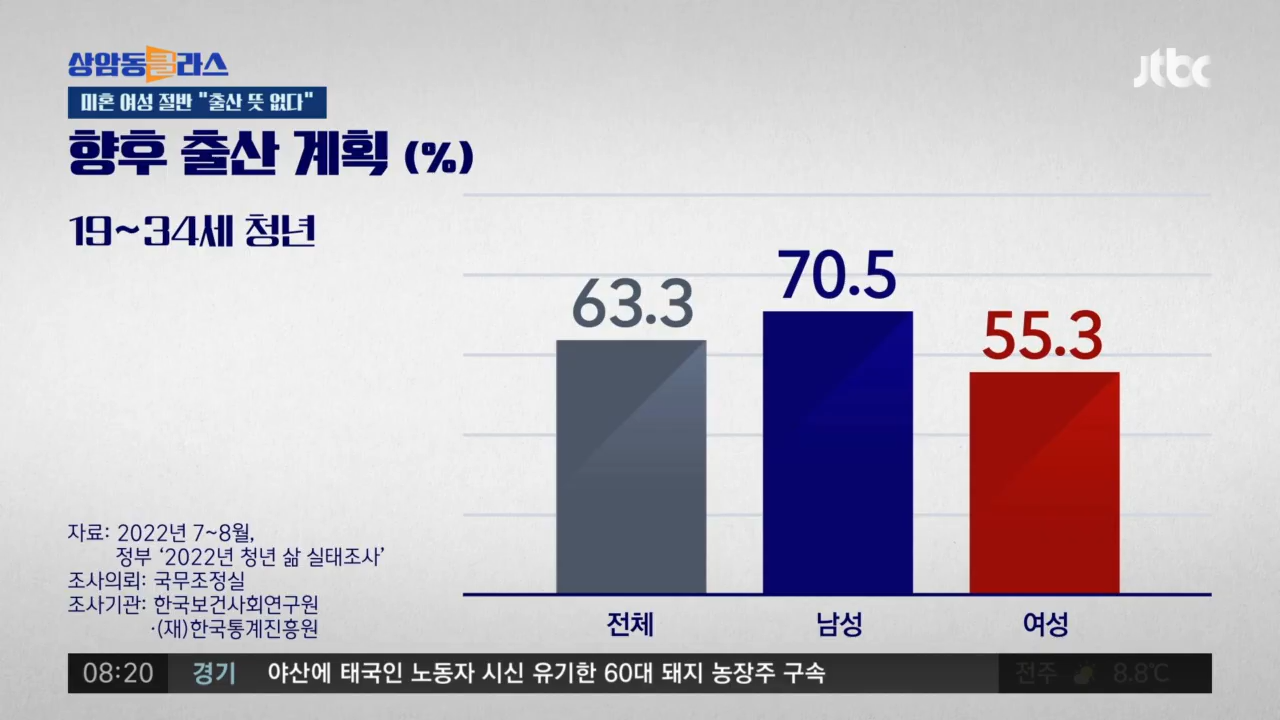 상암동클라스
jtbc
미혼 여성 절반 "출산 뜻 없다"
향후 출산 계획 (%)
19~34세 청년
63.3
70.5
55.3
전체
남성
여성
자료: 2022년 7~8월,
정부 ‘2022년 청년 삶 실태조사’
조사의뢰: 국무조정실
조사기관: 한국보건사회연구원
·(재)한국통계진흥원
08:20 경기 야산에 태국인 노동자 시신 유기한 60대 돼지 농장주 구속 전주 8.8℃